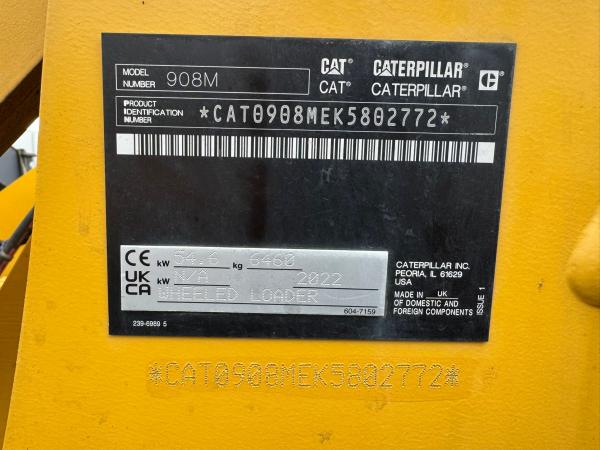 MODEL NUMBER 908M
CAT® CATERPILLAR®
CAT® CATERPILLAR® C
PRODUCT IDENTIFICATION NUMBER *CAT0908MEK5802772*
CE kW 54.6 kg 6460
UKCA kW N/A 2022
WHEELED LOADER
604-7159
CATERPILLAR INC.
PEORIA, IL 61629
USA
MADE IN UK
OF DOMESTIC AND
FOREIGN COMPONENTS
ISSUE 1
239-6989 5
*CAT0908MEK5802772*